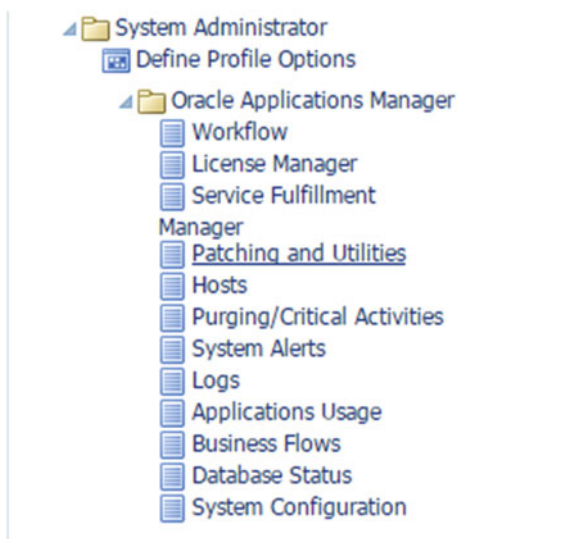 System Administrator
Define Profile Options
Oracle Applications Manager
Workflow
License Manager
Service Fulfillment
Manager
Patching and Utilities
Hosts
Purging/Critical Activities
System Alerts
Logs
Applications Usage
Business Flows
Database Status
System Configuration